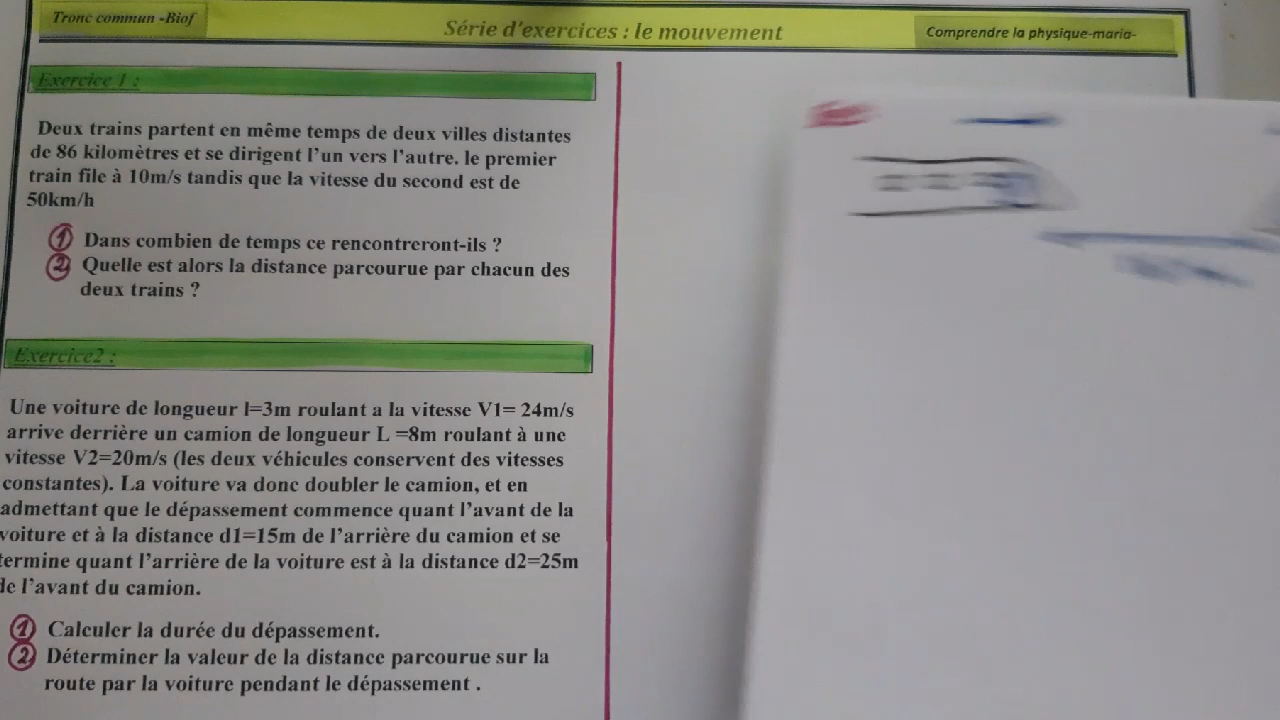 Tronc commun -Biof
Série d'exercices : le mouvement
Comprendre la physique-maria-
Exercice 1 :
Deux trains partent en même temps de deux villes distantes
de 86 kilomètres et se dirigent l'un vers l'autre. le premier
train file à 10m/s tandis que la vitesse du second est de
50km/h
1 Dans combien de temps ce rencontreront-ils ?
2 Quelle est alors la distance parcourue par chacun des
deux trains ?
Exercice2 :
Une voiture de longueur l=3m roulant a la vitesse V1= 24m/s
arrive derrière un camion de longueur L =8m roulant à une
vitesse V2=20m/s (les deux véhicules conservent des vitesses
constantes). La voiture va donc doubler le camion, et en
admettant que le dépassement commence quant l'avant de la
voiture et à la distance d1=15m de l'arrière du camion et se
termine quant l'arrière de la voiture est à la distance d2=25m
de l'avant du camion.
1 Calculer la durée du dépassement.
2 Déterminer la valeur de la distance parcourue sur la
route par la voiture pendant le dépassement .